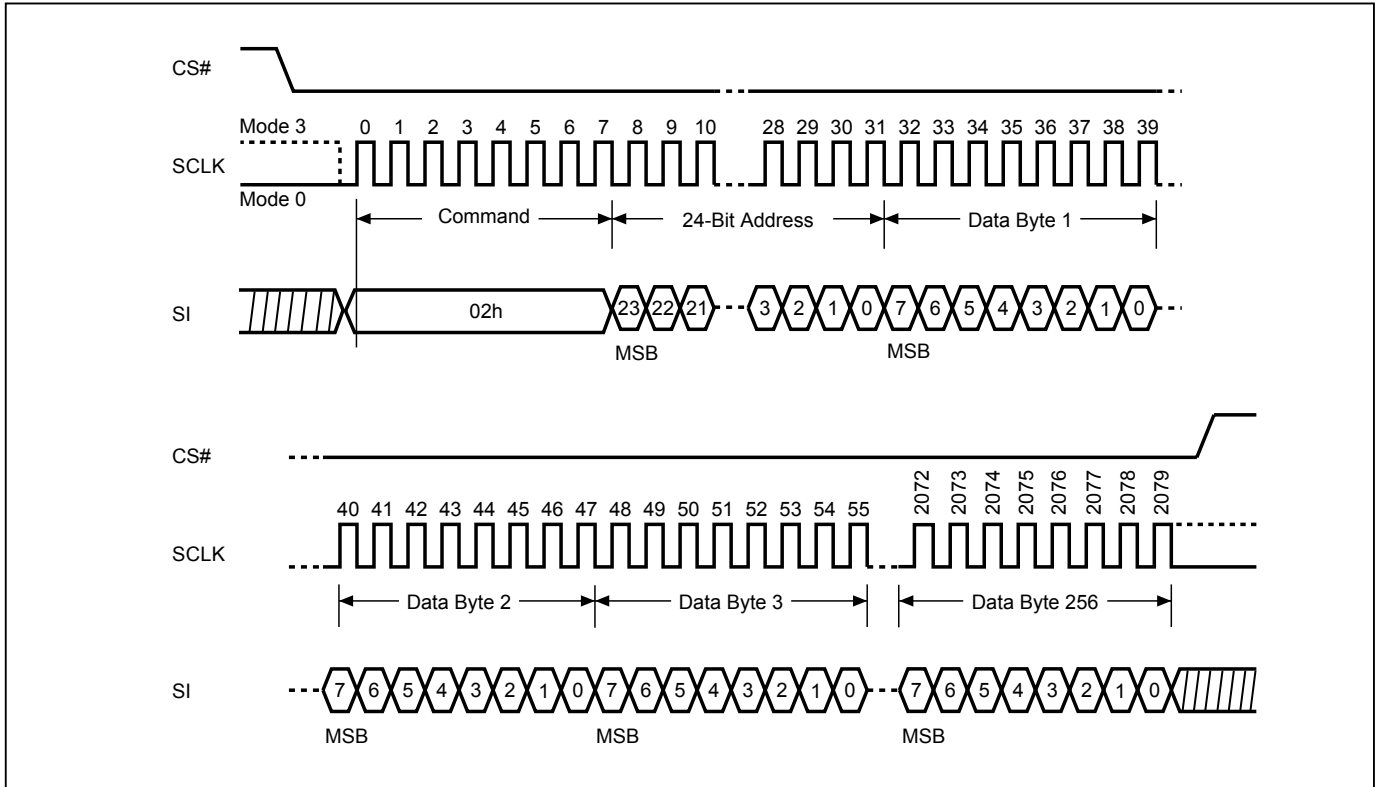 CS#
Mode 3 0 1 2 3 4 5 6 7 8 9 10 28 29 30 31 32 33 34 35 36 37 38 39
SCLK
Mode 0
Command 24-Bit Address Data Byte 1
SI 02h 23 22 21 3 2 1 0 7 6 5 4 3 2 1 0
MSB MSB
CS#
2072 2073 2074 2075 2076 2077 2078 2079
40 41 42 43 44 45 46 47 48 49 50 51 52 53 54 55
SCLK
Data Byte 2 Data Byte 3 Data Byte 256
SI 7 6 5 4 3 2 1 0 7 6 5 4 3 2 1 0 7 6 5 4 3 2 1 0
MSB MSB MSB